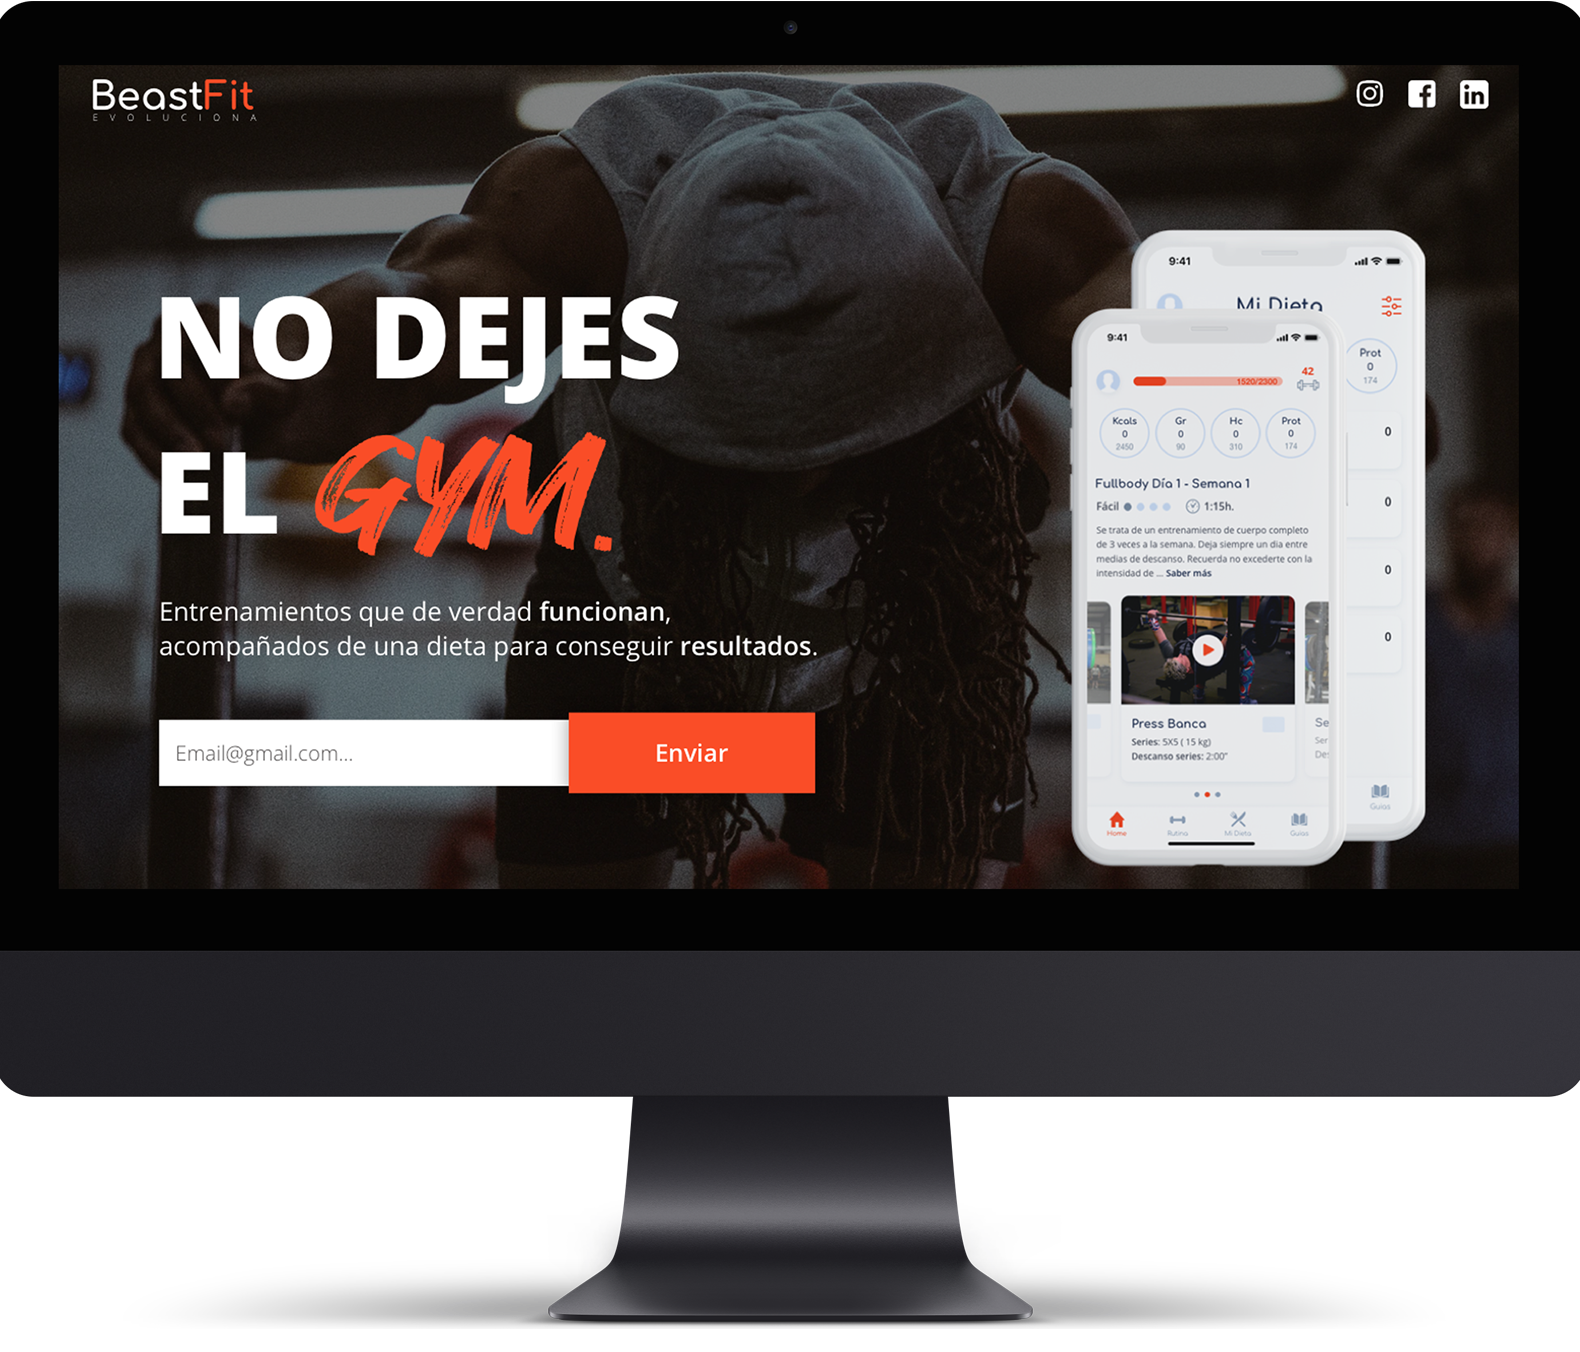 BeastFit
EVOLUCIONA
NO DEJES
EL GYM.
Entrenamientos que de verdad funcionan,
acompañados de una dieta para conseguir resultados.
Email@gmail.com...
Enviar
9:41
Mi Dieta
Prot
0
174
0
0
0
0
Guias
9:41
1520/2300
42
Kcals
0
2450
Gr
0
90
Hc
0
310
Prot
0
174
Fullbody Día 1 - Semana 1
Fácil
1:15h.
Se trata de un entrenamiento de cuerpo completo
de 3 veces a la semana. Deja siempre un dia entre
medias de descanso. Recuerda no excederte con la
intensidad de ... Saber más
Press Banca
Series: 5X5 ( 15 kg)
Descanso series: 2:00"
Se
Ser
Des
Home
Rutina
Mi Dieta
Guias